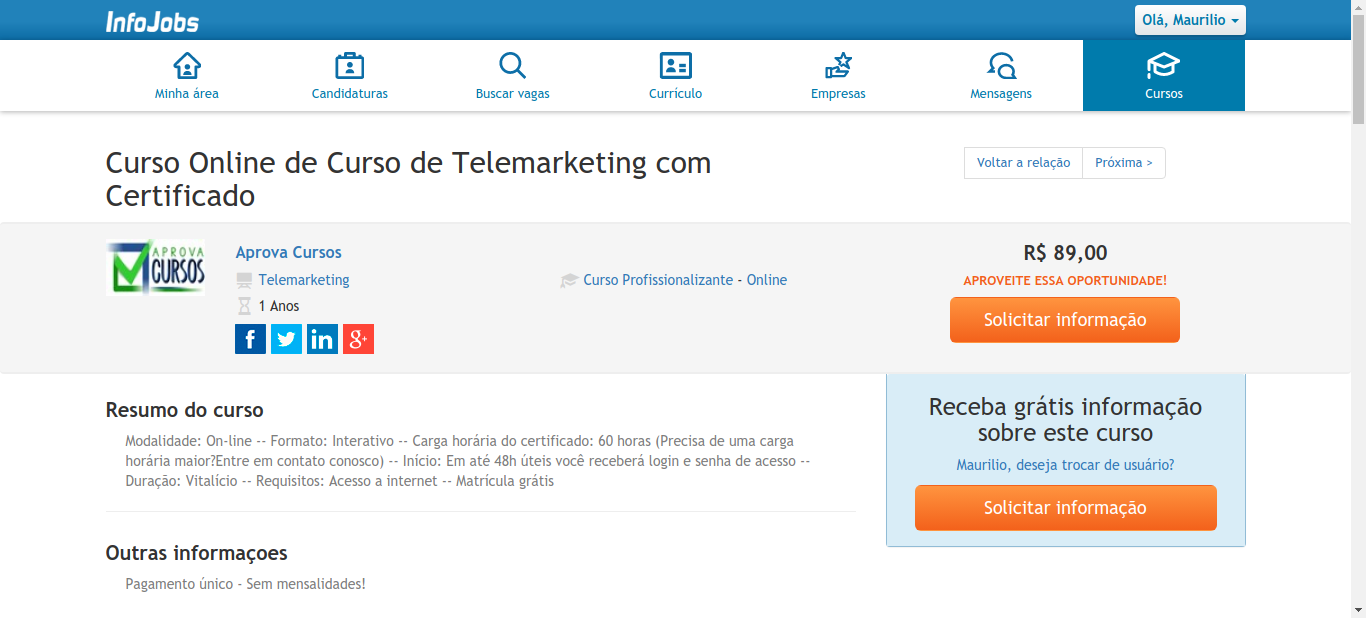 InfoJobs
Olá, Maurilio
Minha área
Candidaturas
Buscar vagas
Currículo
Empresas
Mensagens
Cursos
Curso Online de Curso de Telemarketing com
Certificado
Voltar a relação
Próxima >
APROVA
CURSOS
Aprova Cursos
Telemarketing
Curso Profissionalizante - Online
1 Anos
f
in
g+
R$ 89,00
APROVEITE ESSA OPORTUNIDADE!
Solicitar informação
Resumo do curso
Modalidade: On-line -- Formato: Interativo -- Carga horária do certificado: 60 horas (Precisa de uma carga
horária maior?Entre em contato conosco) -- Início: Em até 48h úteis você receberá login e senha de acesso --
Duração: Vitalício -- Requisitos: Acesso a internet -- Matrícula grátis
Receba grátis informação
sobre este curso
Maurilio, deseja trocar de usuário?
Solicitar informação
Outras informaçoes
Pagamento único - Sem mensalidades!